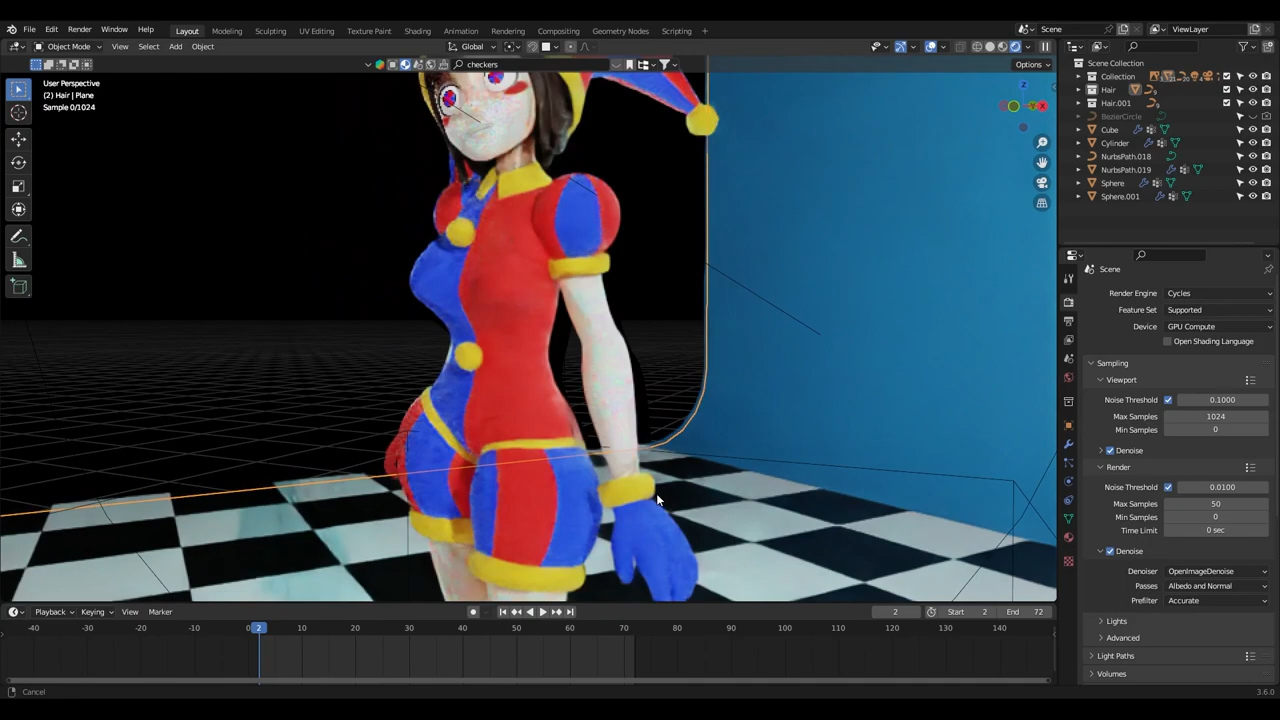 File Edit Render Window Help Layout Modeling Sculpting UV Editing Texture Paint Shading Animation Rendering Compositing Geometry Nodes Scripting Scene ViewLayer
Object Mode View Select Add Object Global
checkers Options
User Perspective
(2) Hair | Plane
Sample 0/1024
Z
Y X
Scene Collection
Collection
Hair
Hair.001
BezierCircle
Cube
Cylinder
NurbsPath.018
NurbsPath.019
Sphere
Sphere.001
Scene
Render Engine Cycles
Feature Set Supported
Device GPU Compute
Open Shading Language
Sampling
Viewport
Noise Threshold 0.1000
Max Samples 1024
Min Samples 0
Denoise
Render
Noise Threshold 0.0100
Max Samples 50
Min Samples 0
Time Limit 0 sec
Denoise
Denoiser OpenImageDenoise
Passes Albedo and Normal
Prefilter Accurate
Lights
Advanced
Light Paths
Volumes
Playback Keying View Marker 2 Start 2 End 72
-40 -30 -20 -10 0 2 10 20 30 40 50 60 70 80 90 100 110 120 130 140
Cancel 3.6.0